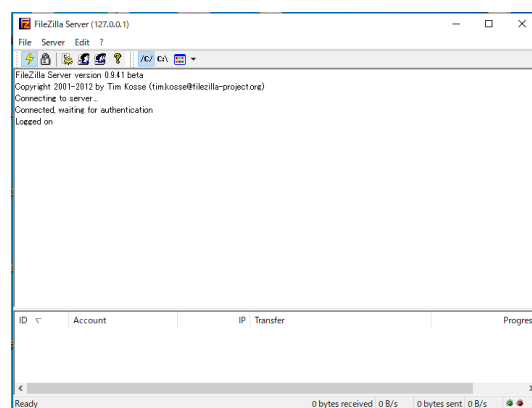 FileZilla Server (127.0.0.1)
File Server Edit ?
/C/ C:\
FileZilla Server version 0.9.41 beta
Copyright 2001-2012 by Tim Kosse (tim.kosse@filezilla-project.org)
Connecting to server...
Connected, waiting for authentication
Logged on
ID Account IP Transfer Progres
Ready 0 bytes received 0 B/s 0 bytes sent 0 B/s